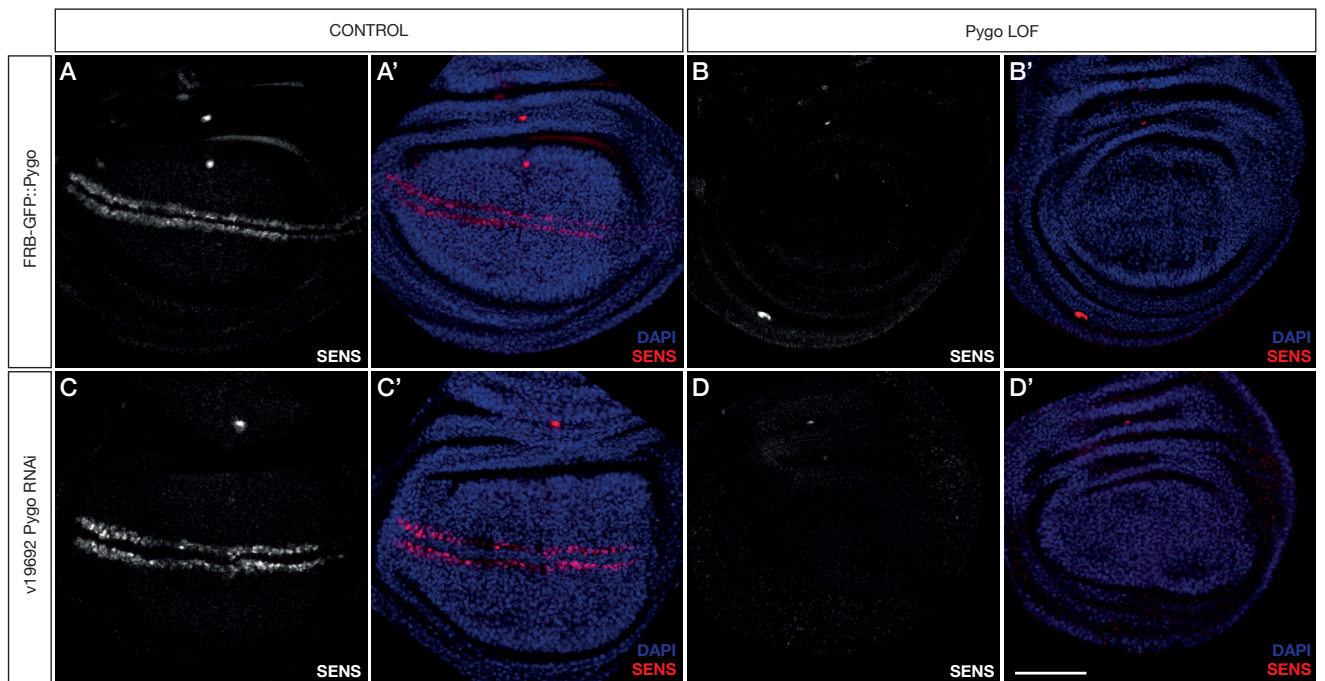 CONTROL
Pygo LOF
FRB-GFP::Pygo
A
SENS
A'
DAPI
SENS
B
SENS
B'
DAPI
SENS
v19692 Pygo RNAi
C
SENS
C'
DAPI
SENS
D
SENS
D'
DAPI
SENS